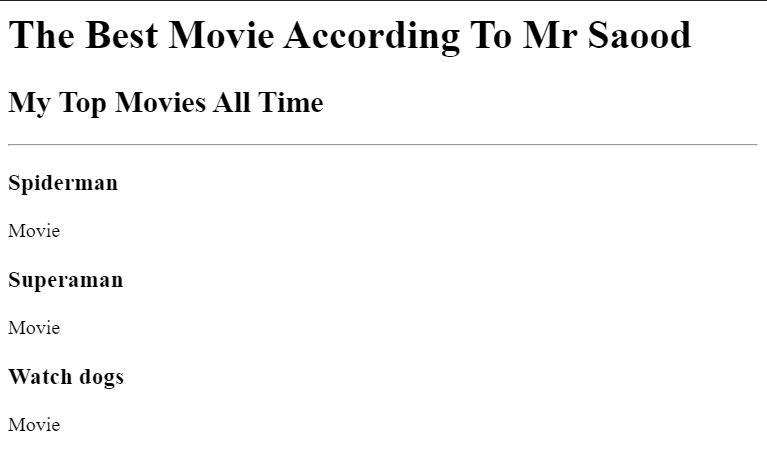 The Best Movie According To Mr Saood
My Top Movies All Time
Spiderman
Movie
Superaman
Movie
Watch dogs
Movie